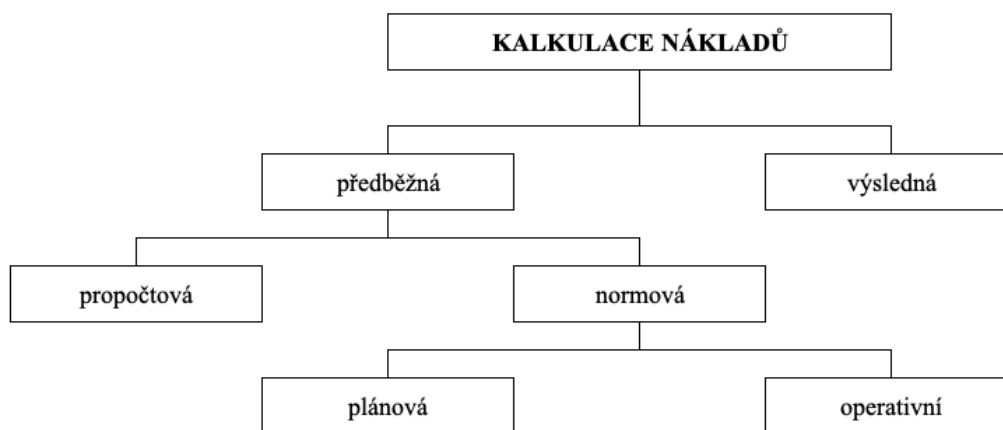 KALKULACE NÁKLADŮ
předběžná
výsledná
propočtová
normová
plánová
operativní